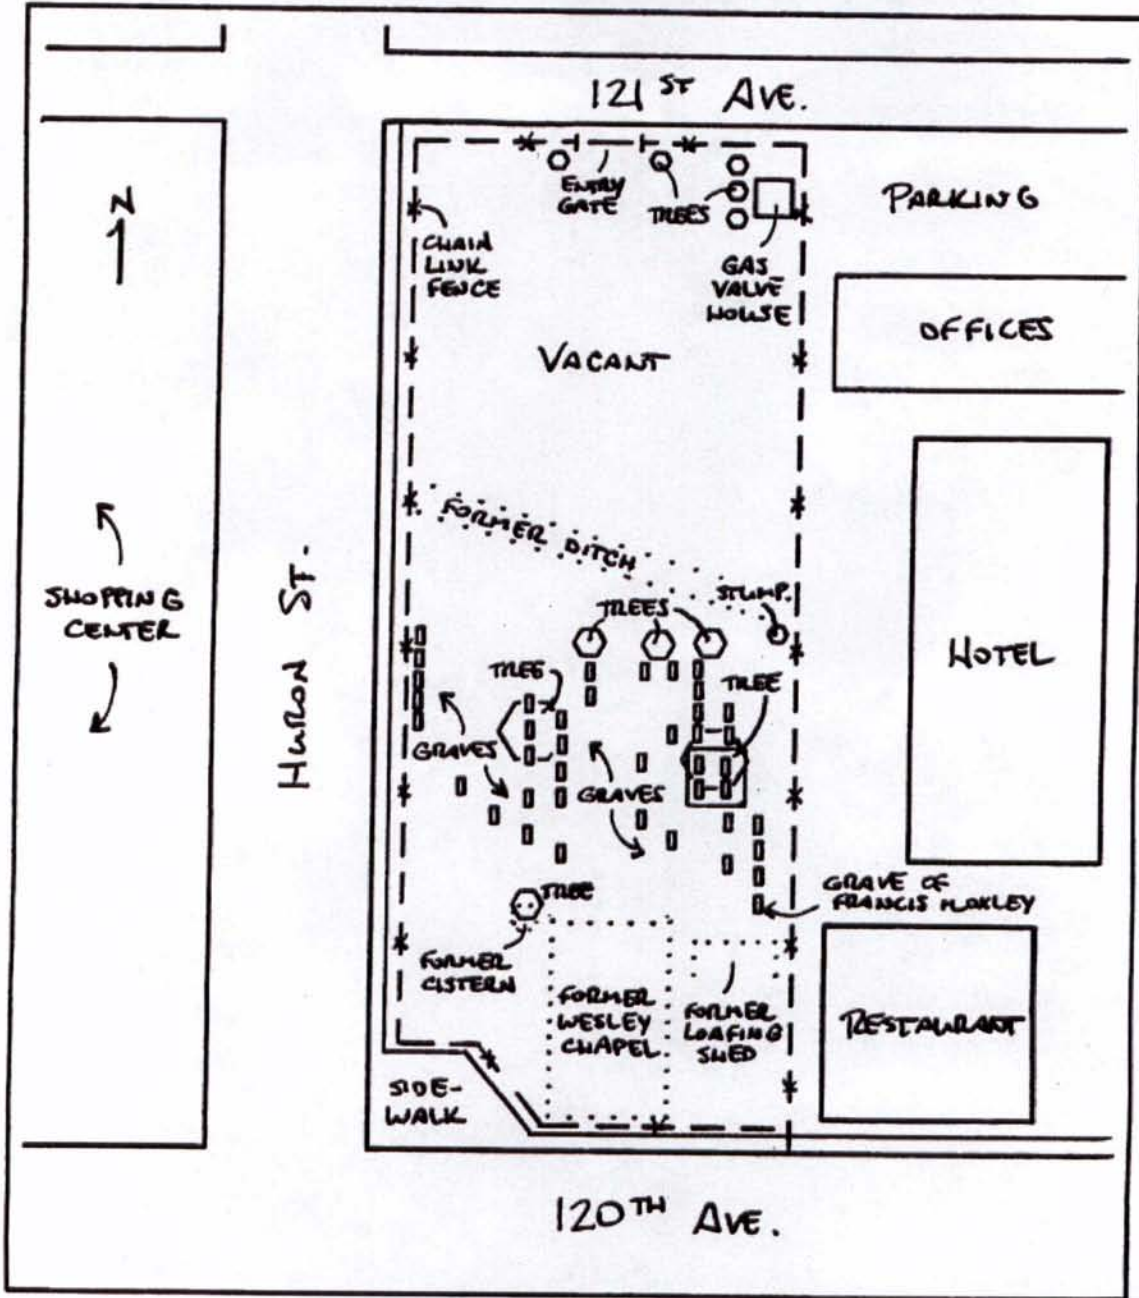 121ST AVE.
ENTRY
GATE
TREES
PARKING
N
CHAIN
LINK
FENCE
GAS
VALVE
HOUSE
OFFICES
VACANT
FORMER DITCH
SHOPPING
CENTER
HURON ST.
STUMP.
TREES
HOTEL
TREE
TREE
GRAVES
GRAVES
GRAVE OF
FRANCIS MOXLEY
TREE
FORMER
CISTERN
FORMER
WESLEY
CHAPEL
FORMER
LOAFING
SHED
RESTAURANT
SIDE-
WALK
120TH AVE.